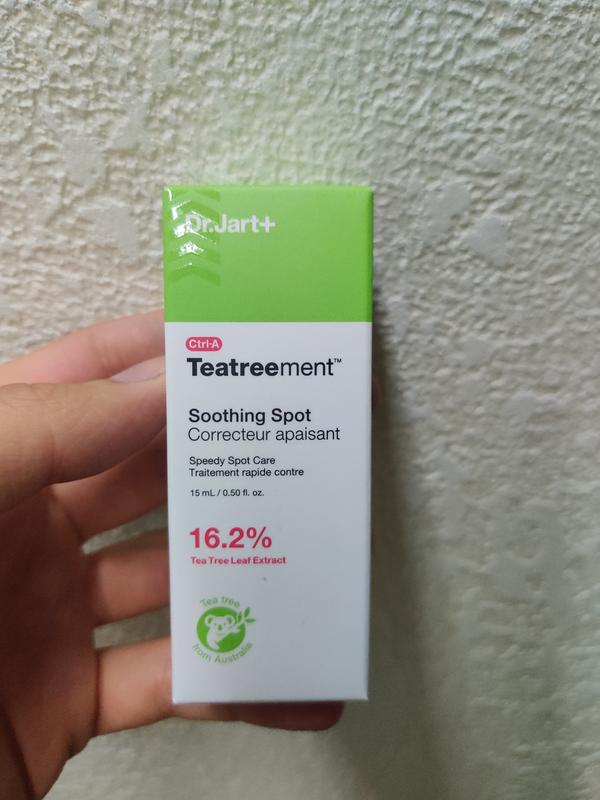 Dr.Jart+
Ctrl-A
Teatreement™
Soothing Spot
Correcteur apaisant
Speedy Spot Care
Traitement rapide contre
15 mL / 0.50 fl. oz.
16.2%
Tea Tree Leaf Extract
Tea tree
from Australia